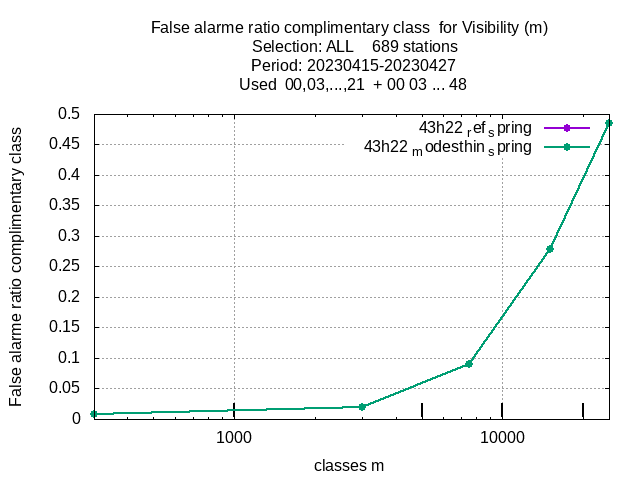 False alarme ratio complimentary class  for Visibility (m)
Selection: ALL    689 stations
Period: 20230415-20230427
Used  00,03,...,21  + 00 03 ... 48
43h22 ref spring
43h22 modesthin spring
False alarme ratio complimentary class
0.5
0.45
0.4
0.35
0.3
0.25
0.2
0.15
0.1
0.05
0
1000
10000
classes m